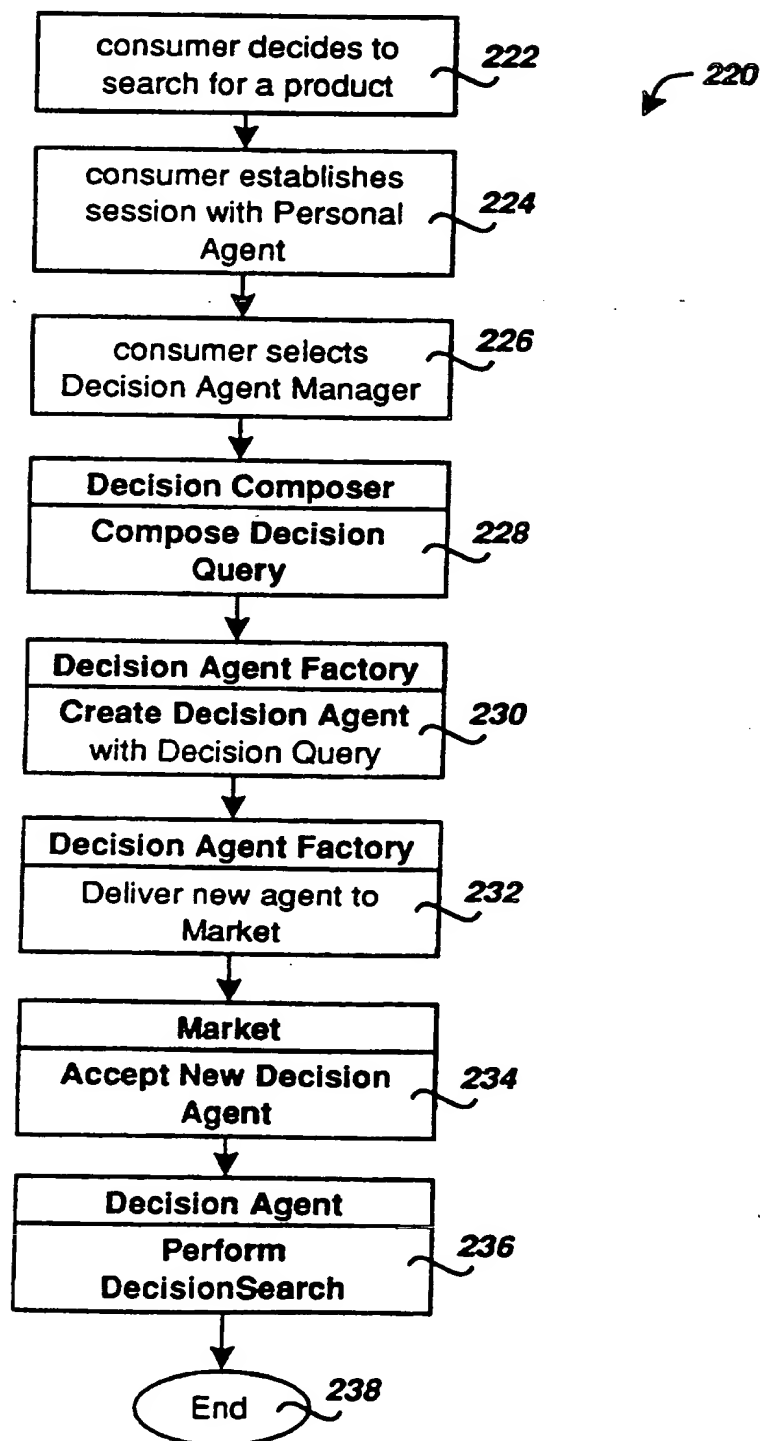 consumer decides to
search for a product
222
220
consumer establishes
session with Personal
Agent
224
consumer selects
Decision Agent Manager
226
Decision Composer
Compose Decision
Query
228
Decision Agent Factory
Create Decision Agent
with Decision Query
230
Decision Agent Factory
Deliver new agent to
Market
232
Market
Accept New Decision
Agent
234
Decision Agent
Perform
DecisionSearch
236
End
238